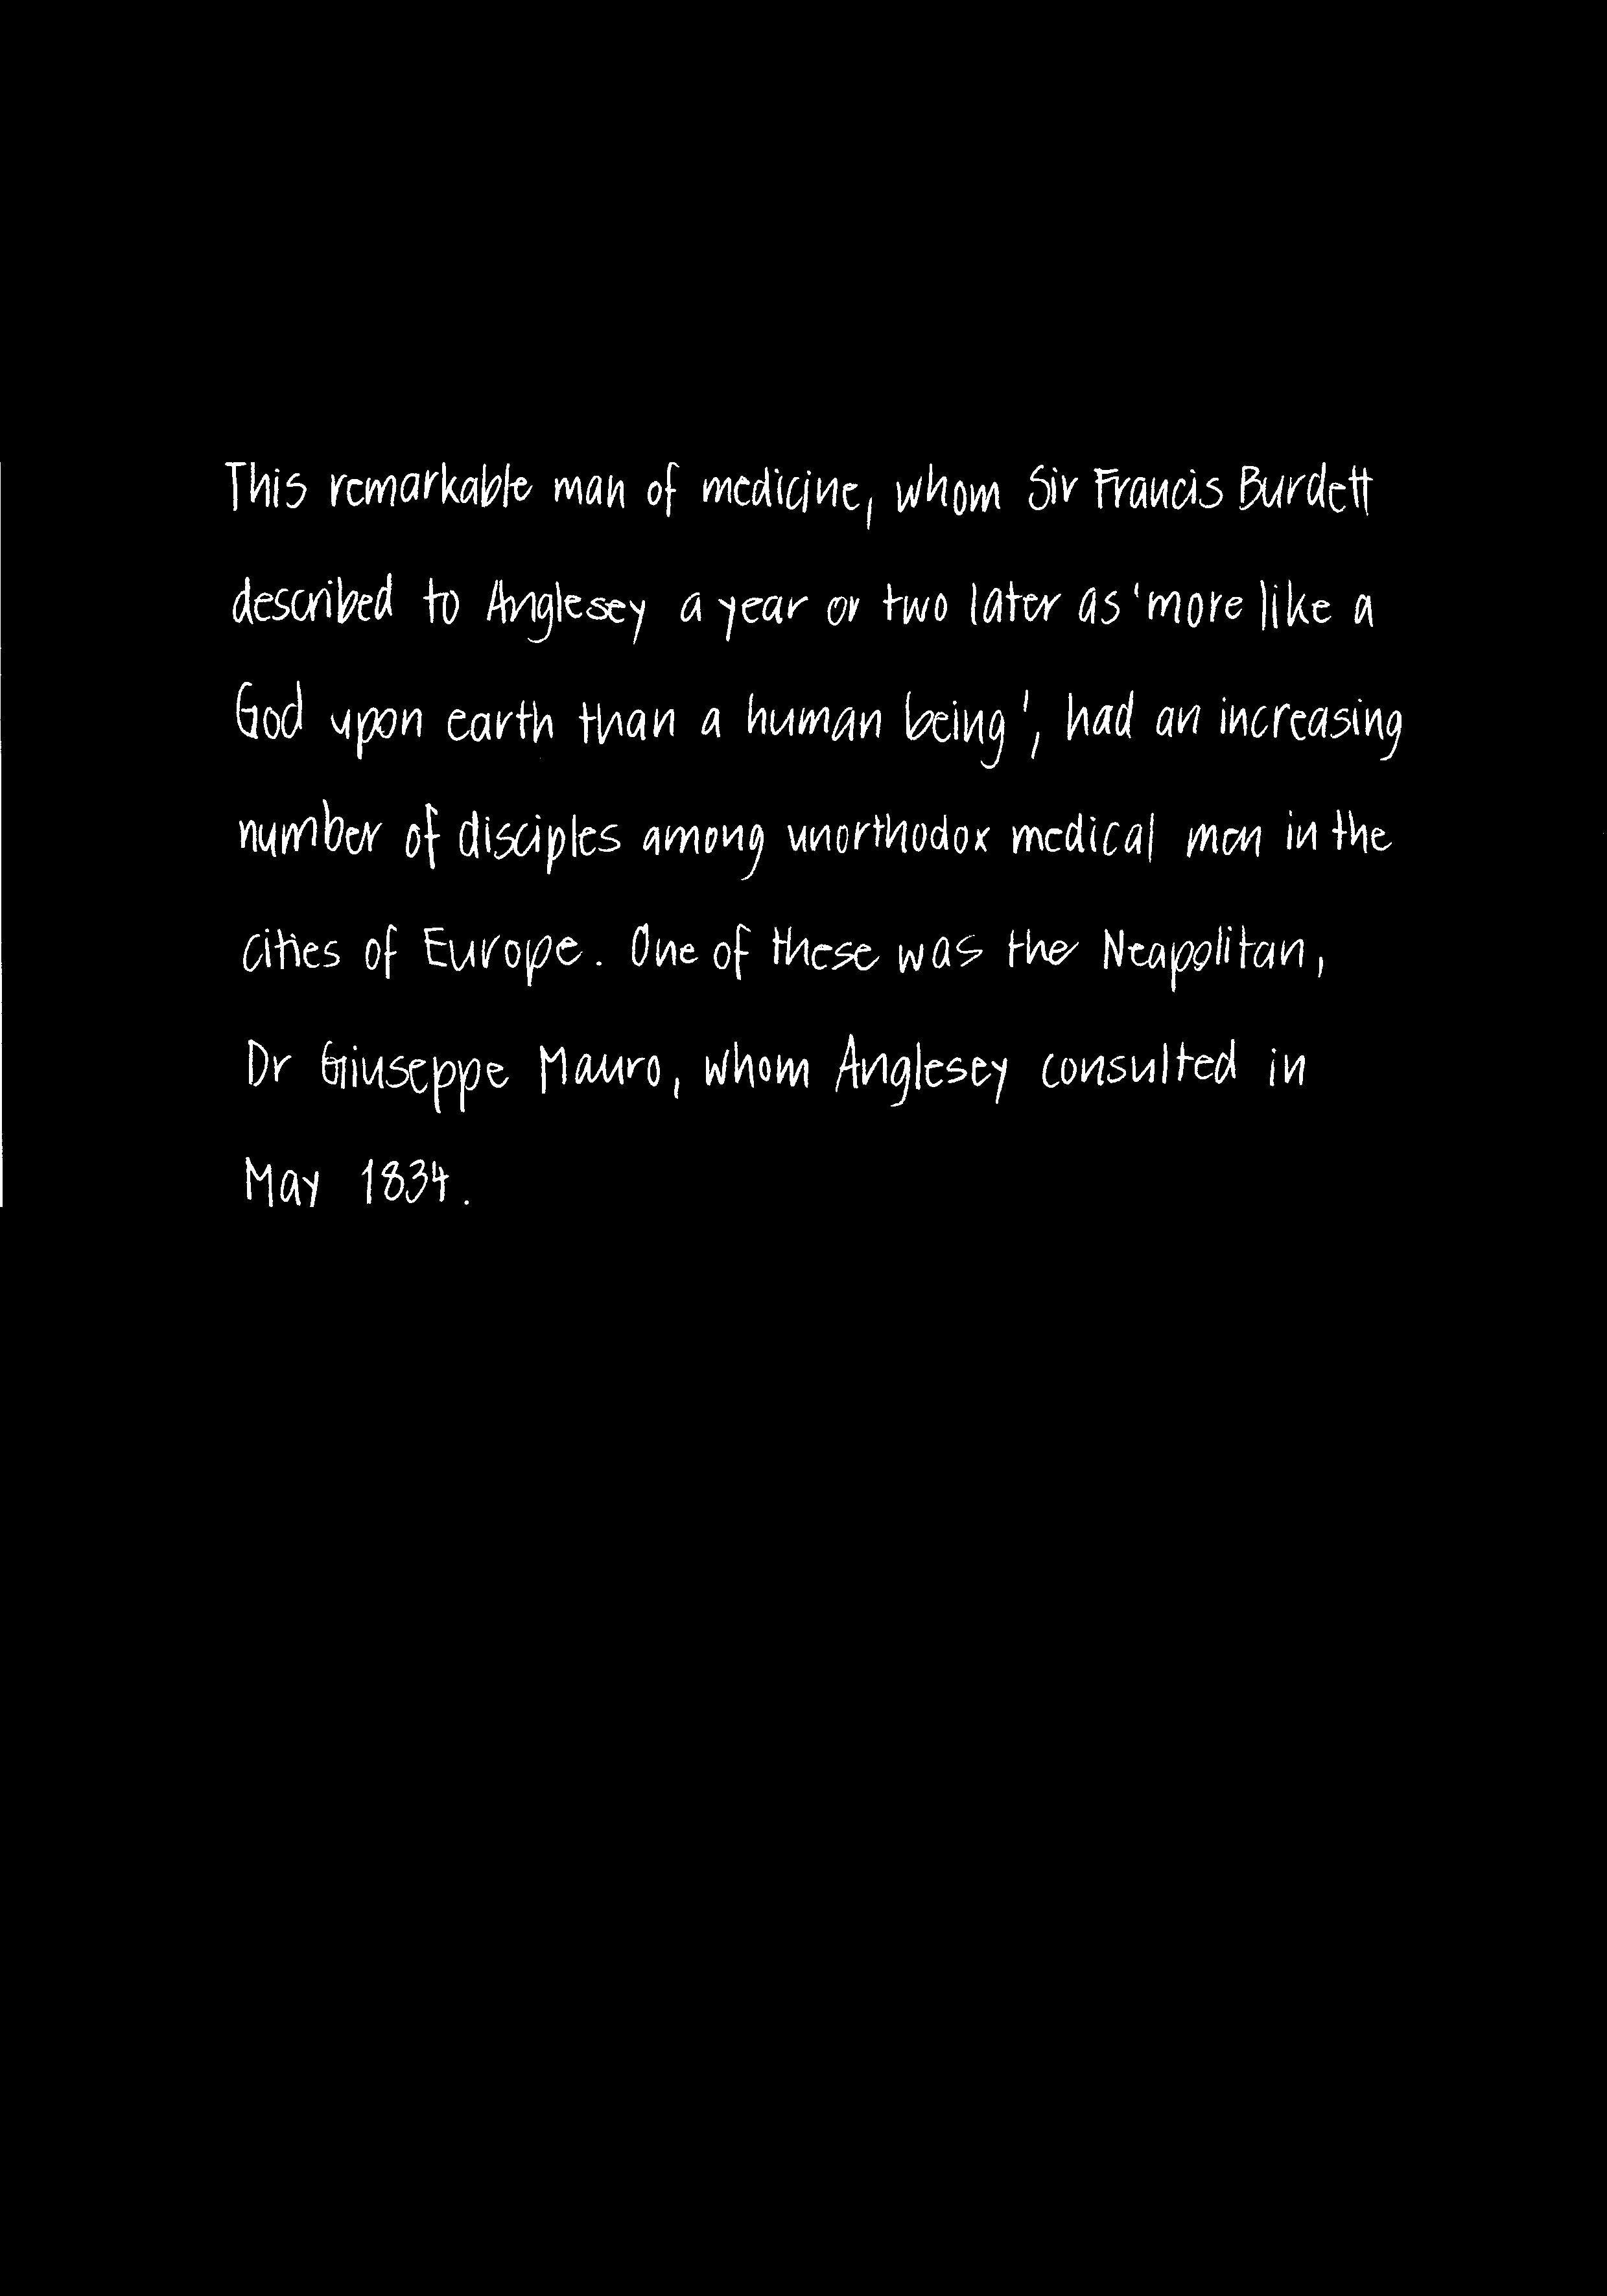 This remarkable man of medicine, whom Sir Francis Burdett
described to Anglesey a year or two later as 'more like a
God upon earth than a human being', had an increasing
number of disciples among unorthodox medical men in the
cities of Europe. One of these was the Neapolitan,
Dr Giuseppe Mauro, whom Anglesey consulted in
May 1834.